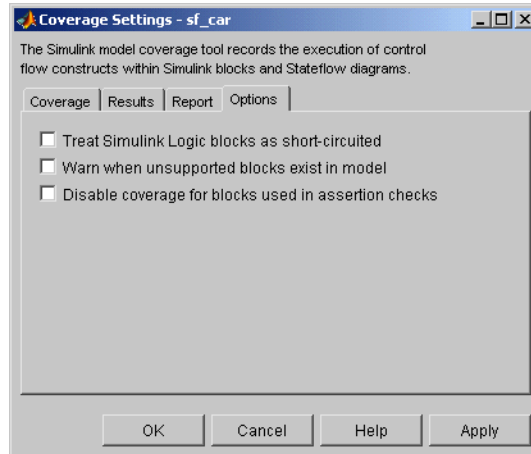 Coverage Settings - sf_car
The Simulink model coverage tool records the execution of control
flow constructs within Simulink blocks and Stateflow diagrams.
Coverage Results Report Options
Treat Simulink Logic blocks as short-circuited
Warn when unsupported blocks exist in model
Disable coverage for blocks used in assertion checks
OK Cancel Help Apply